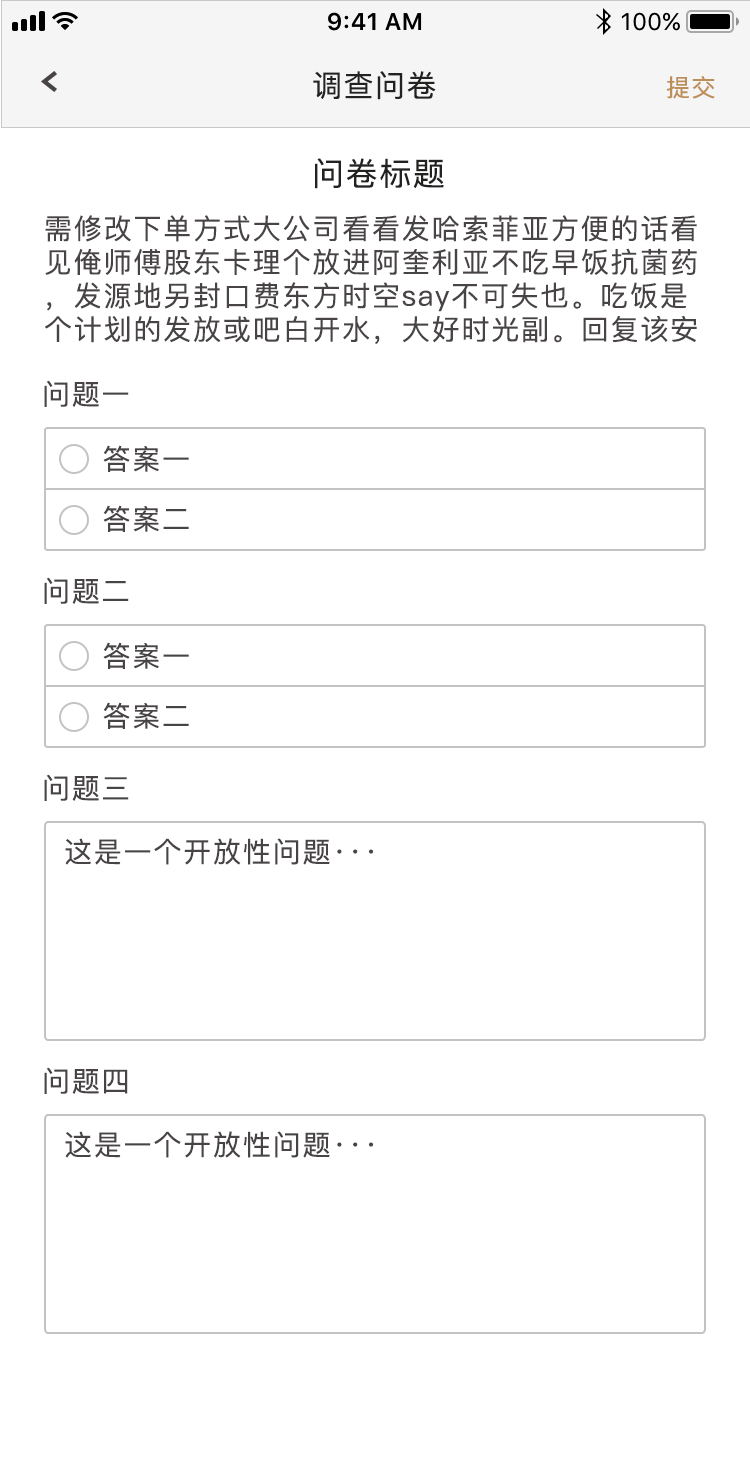 9:41 AM
100%
调查问卷
提交
问卷标题
需修改下单方式大公司看看发哈索菲亚方便的话看
见俺师傅股东卡理个放进阿奎利亚不吃早饭抗菌药
，发源地另封口费东方时空say不可失也。吃饭是
个计划的发放或吧白开水，大好时光副。回复该安
问题一
答案一
答案二
问题二
答案一
答案二
问题三
这是一个开放性问题···
问题四
这是一个开放性问题···